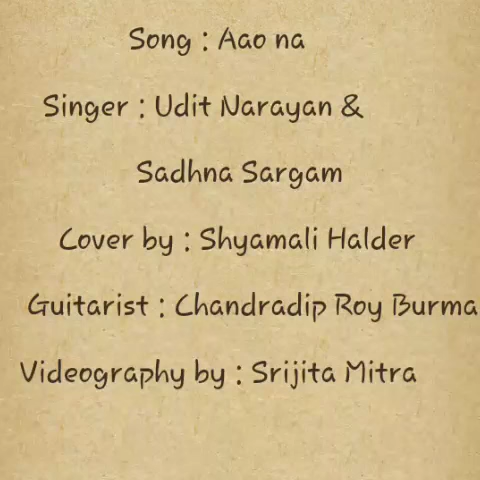 Song : Aao na
Singer : Udit Narayan &
Sadhna Sargam
Cover by : Shyamali Halder
Guitarist : Chandradip Roy Burma
Videography by : Srijita Mitra